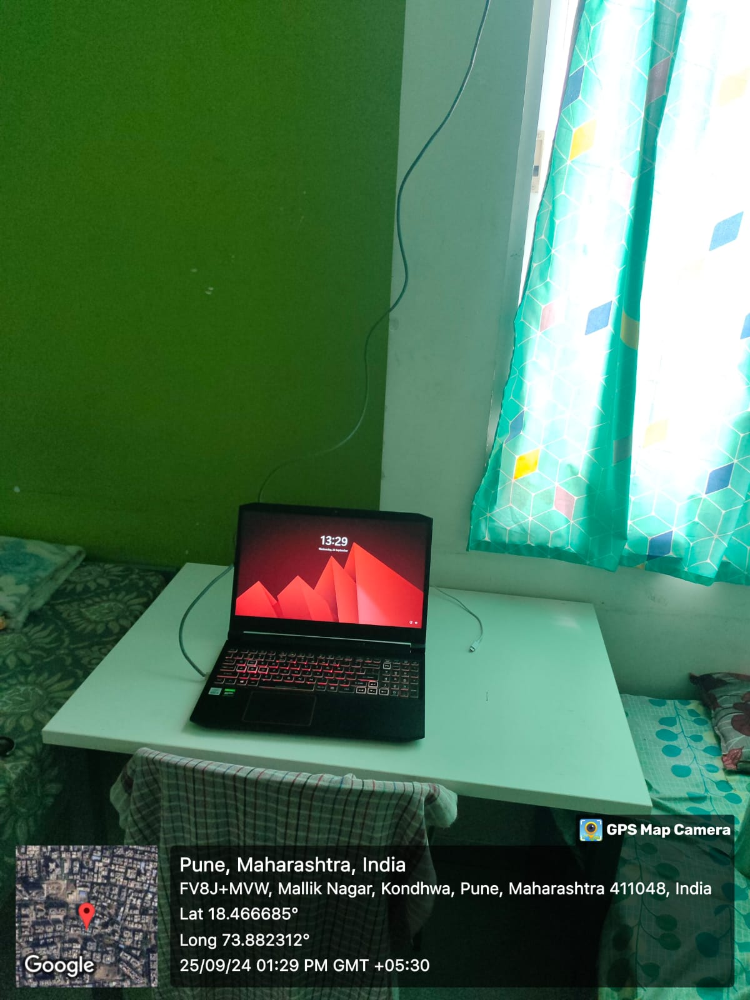 13:29
Wednesday, 25 September
GPS Map Camera
Pune, Maharashtra, India
FV8J+MVW, Mallik Nagar, Kondhwa, Pune, Maharashtra 411048, India
Lat 18.466685°
Long 73.882312°
25/09/24 01:29 PM GMT +05:30
Google